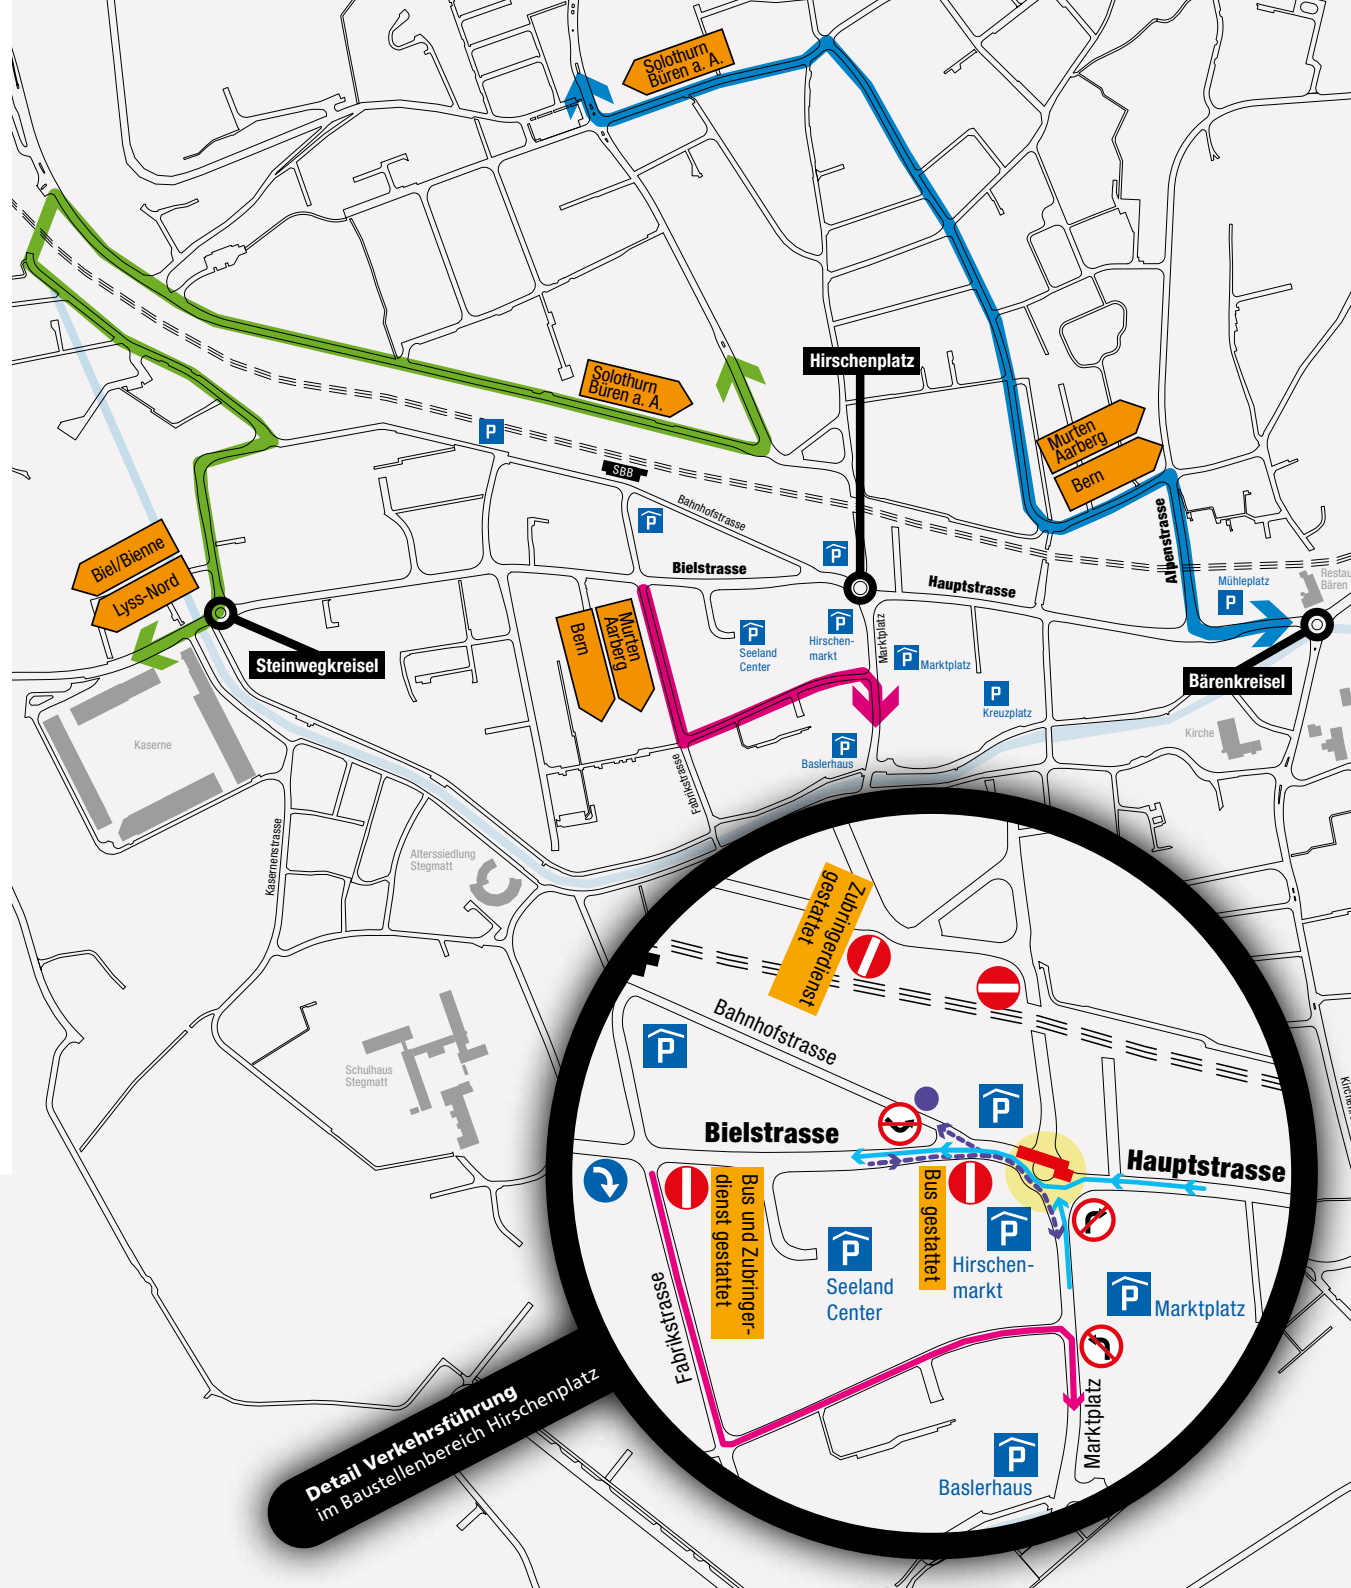 Solothurn
Büren a. A.
Hirschenplatz
Solothurn
Büren a. A.
P
SBB
Murten
Aarberg
Bern
Bahnhofstrasse
P
Alpenstrasse
P
Bielstrasse
Hauptstrasse
Mühleplatz
P
Biel/Bienne
Lyss-Nord
Bern
Murten
Aarberg
P
Seeland
Center
P
Hirschen-
markt
Marktplatz
P
Marktplatz
Steinwegkreisel
Bärenkreisel
P
Kreuzplatz
Kirche
Kaserne
P
Baslerhaus
Fabrikstrasse
Kasernenstrasse
Alterssiedlung
Stegmatt
Schulhaus
Stegmatt
Zubringerdienst
gestattet
Bahnhofstrasse
P
P
Bielstrasse
Hauptstrasse
Bus und Zubringer-
dienst gestattet
Bus gestattet
P
Seeland
Center
P
Hirschen-
markt
P
Marktplatz
Fabrikstrasse
Marktplatz
P
Baslerhaus
Detail Verkehrsführung
im Baustellenbereich Hirschenplatz